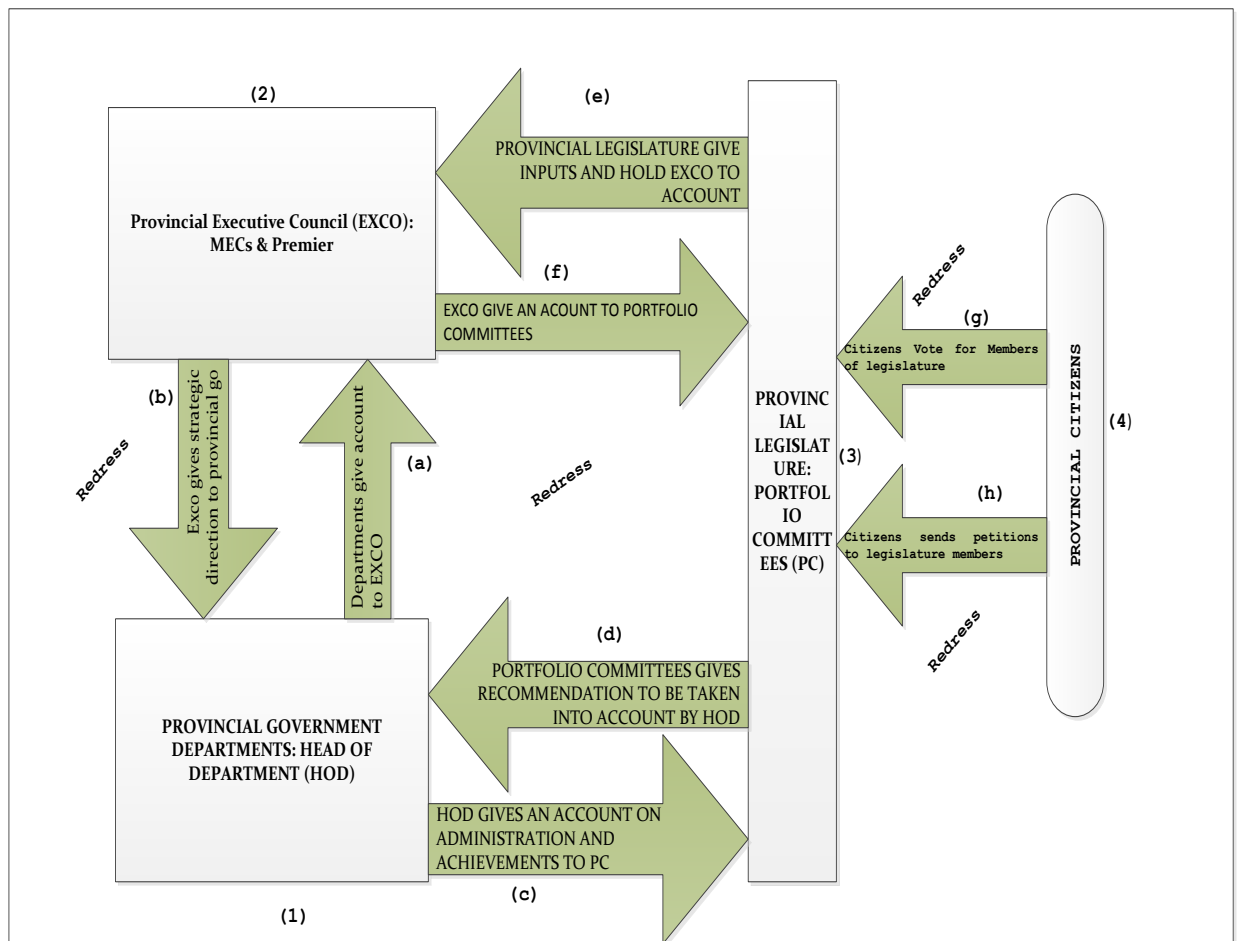 (2)
Provincial Executive Council (EXCO):
MECs & Premier
(e)
PROVINCIAL LEGISLATURE GIVE
INPUTS AND HOLD EXCO TO
ACCOUNT
(f)
EXCO GIVE AN ACOUNT TO PORTFOLIO
COMMITTEES
(b)
Exco gives strategic
direction to provincial go
Redress
(a)
Departments give account
to EXCO
Redress
PROVINC
IAL
LEGISLAT
URE:
PORTFOL
IO
COMMITT
EES (PC)
(3)
Redress
(g)
Citizens Vote for Members
of legislature
(h)
Citizens sends petitions
to legislature members
Redress
PROVINCIAL CITIZENS
(4)
(d)
PORTFOLIO COMMITTEES GIVES
RECOMMENDATION TO BE TAKEN
INTO ACCOUNT BY HOD
PROVINCIAL GOVERNMENT
DEPARTMENTS: HEAD OF
DEPARTMENT (HOD)
HOD GIVES AN ACCOUNT ON
ADMINISTRATION AND
ACHIEVEMENTS TO PC
(c)
(1)